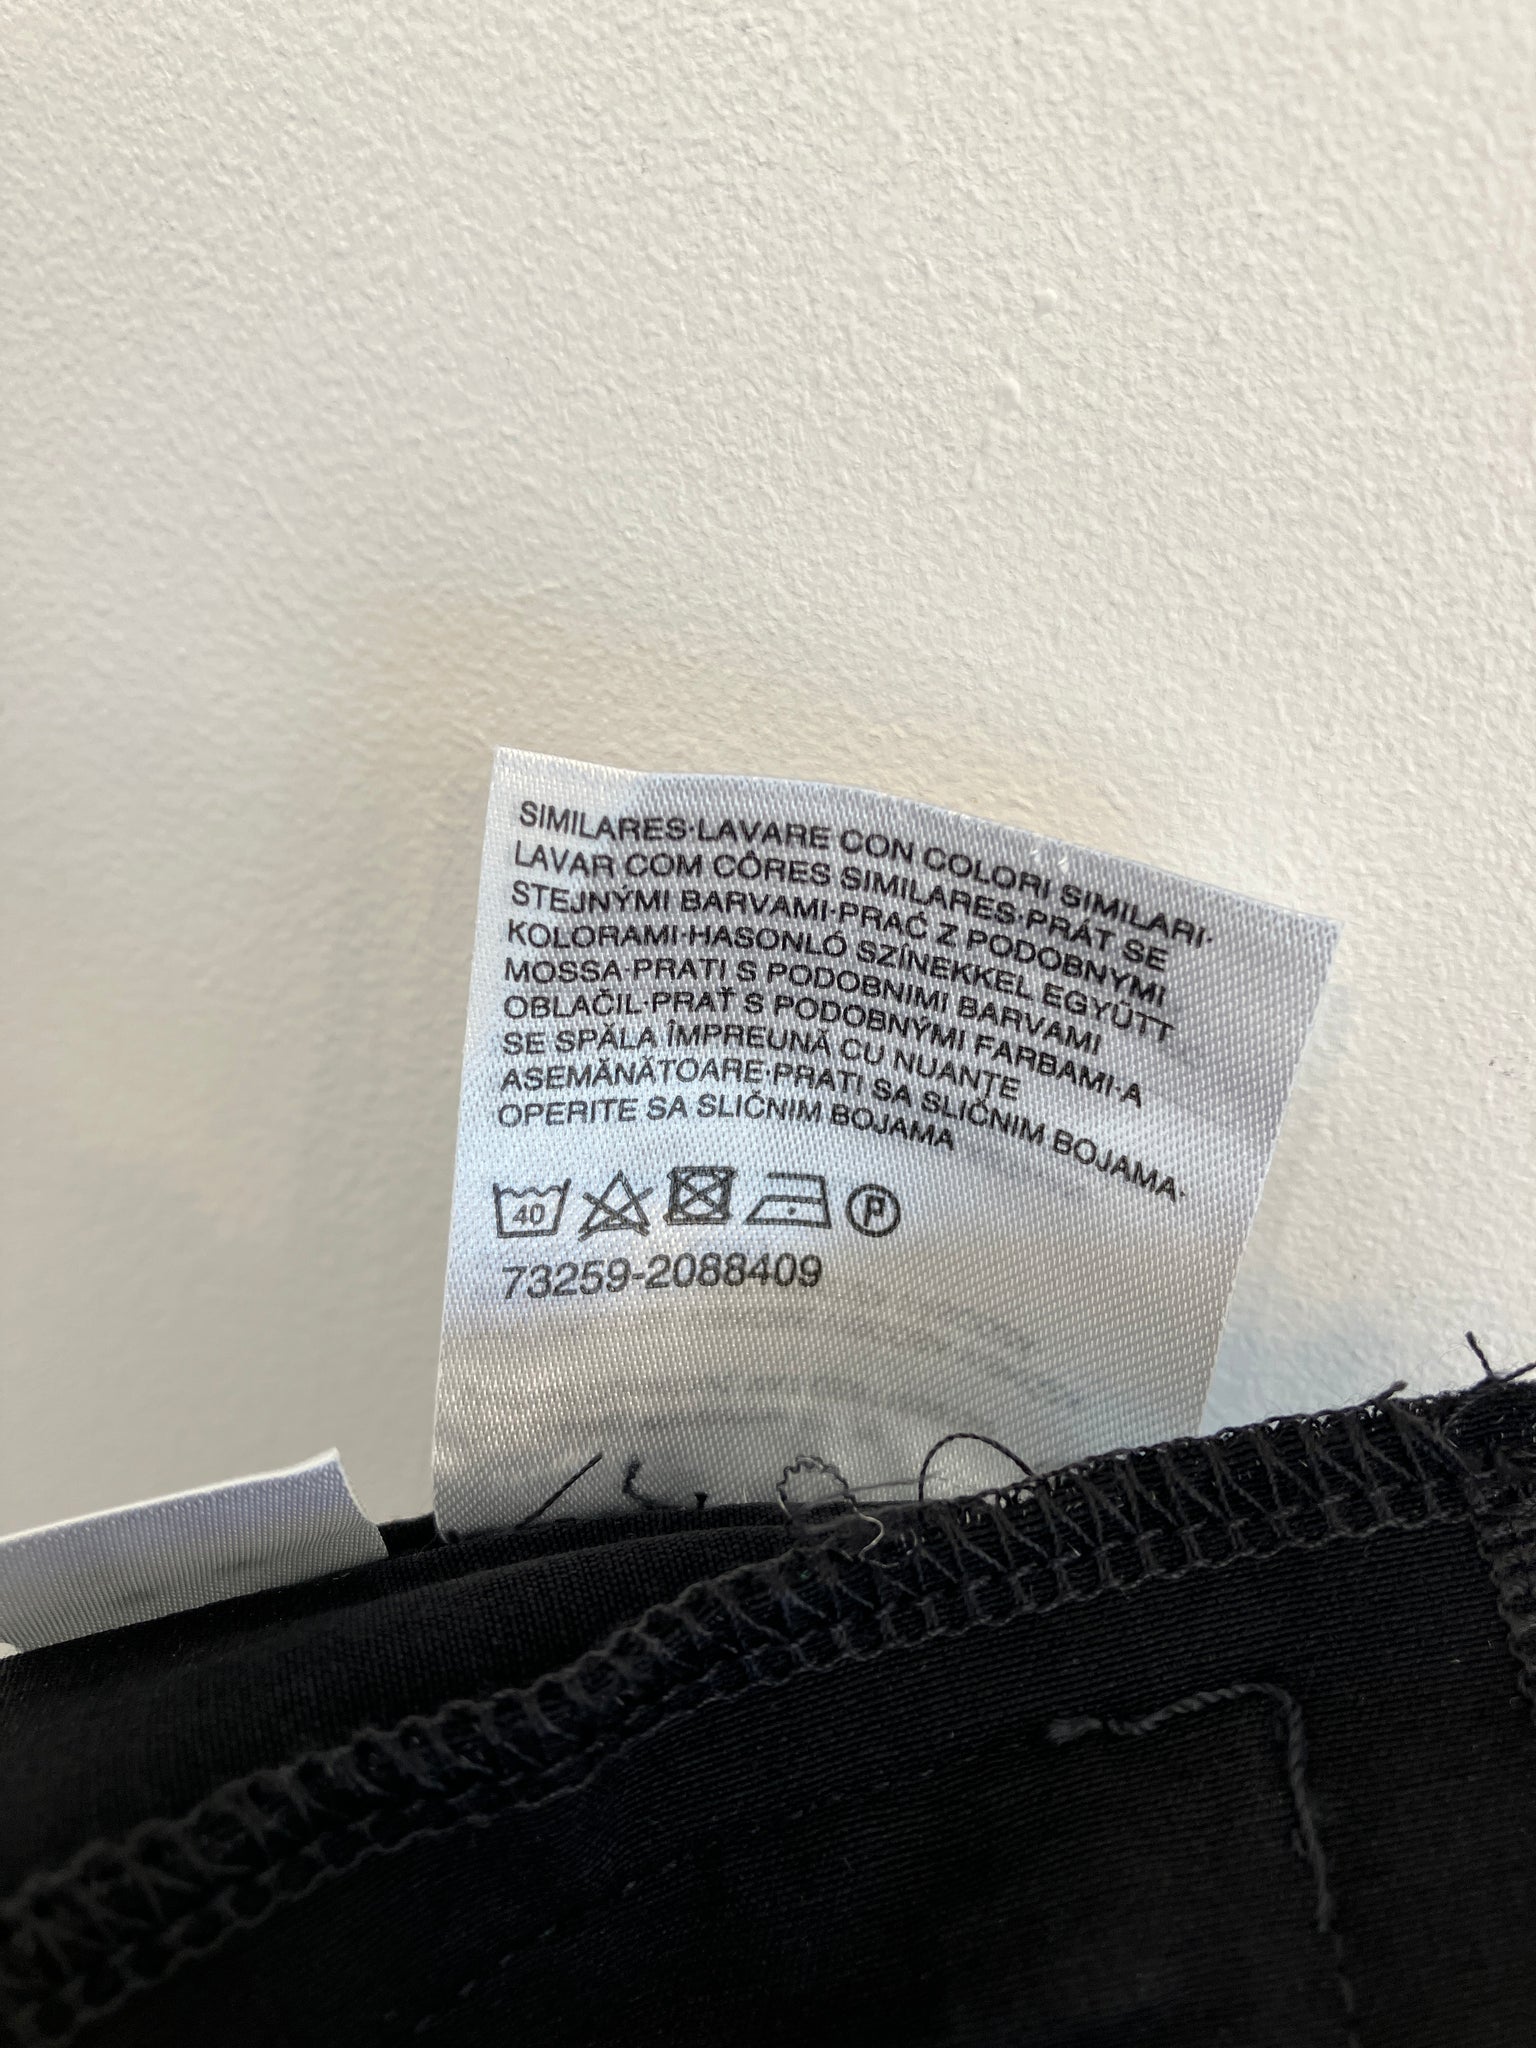 SIMILARES·LAVARE CON COLORI SIMILARI·
LAVAR COM CÔRES SIMILARES·PRÁT SE
STEJNÝMI BARVAMI·PRAĆ Z PODOBNYMI
KOLORAMI·HASONLÓ SZÍNEKKEL EGYÜTT
MOSSA·PRATI S PODOBNIMI BARVAMI
OBLAČIL·PRAŤ S PODOBNÝMI FARBAMI·A
SE SPĂLA ÎMPREUNĂ CU NUANȚE
ASEMĂNĂTOARE·PRATI SA SLIČNIM BOJAMA·
OPERITE SA SLIČNIM BOJAMA
40 P
73259-2088409